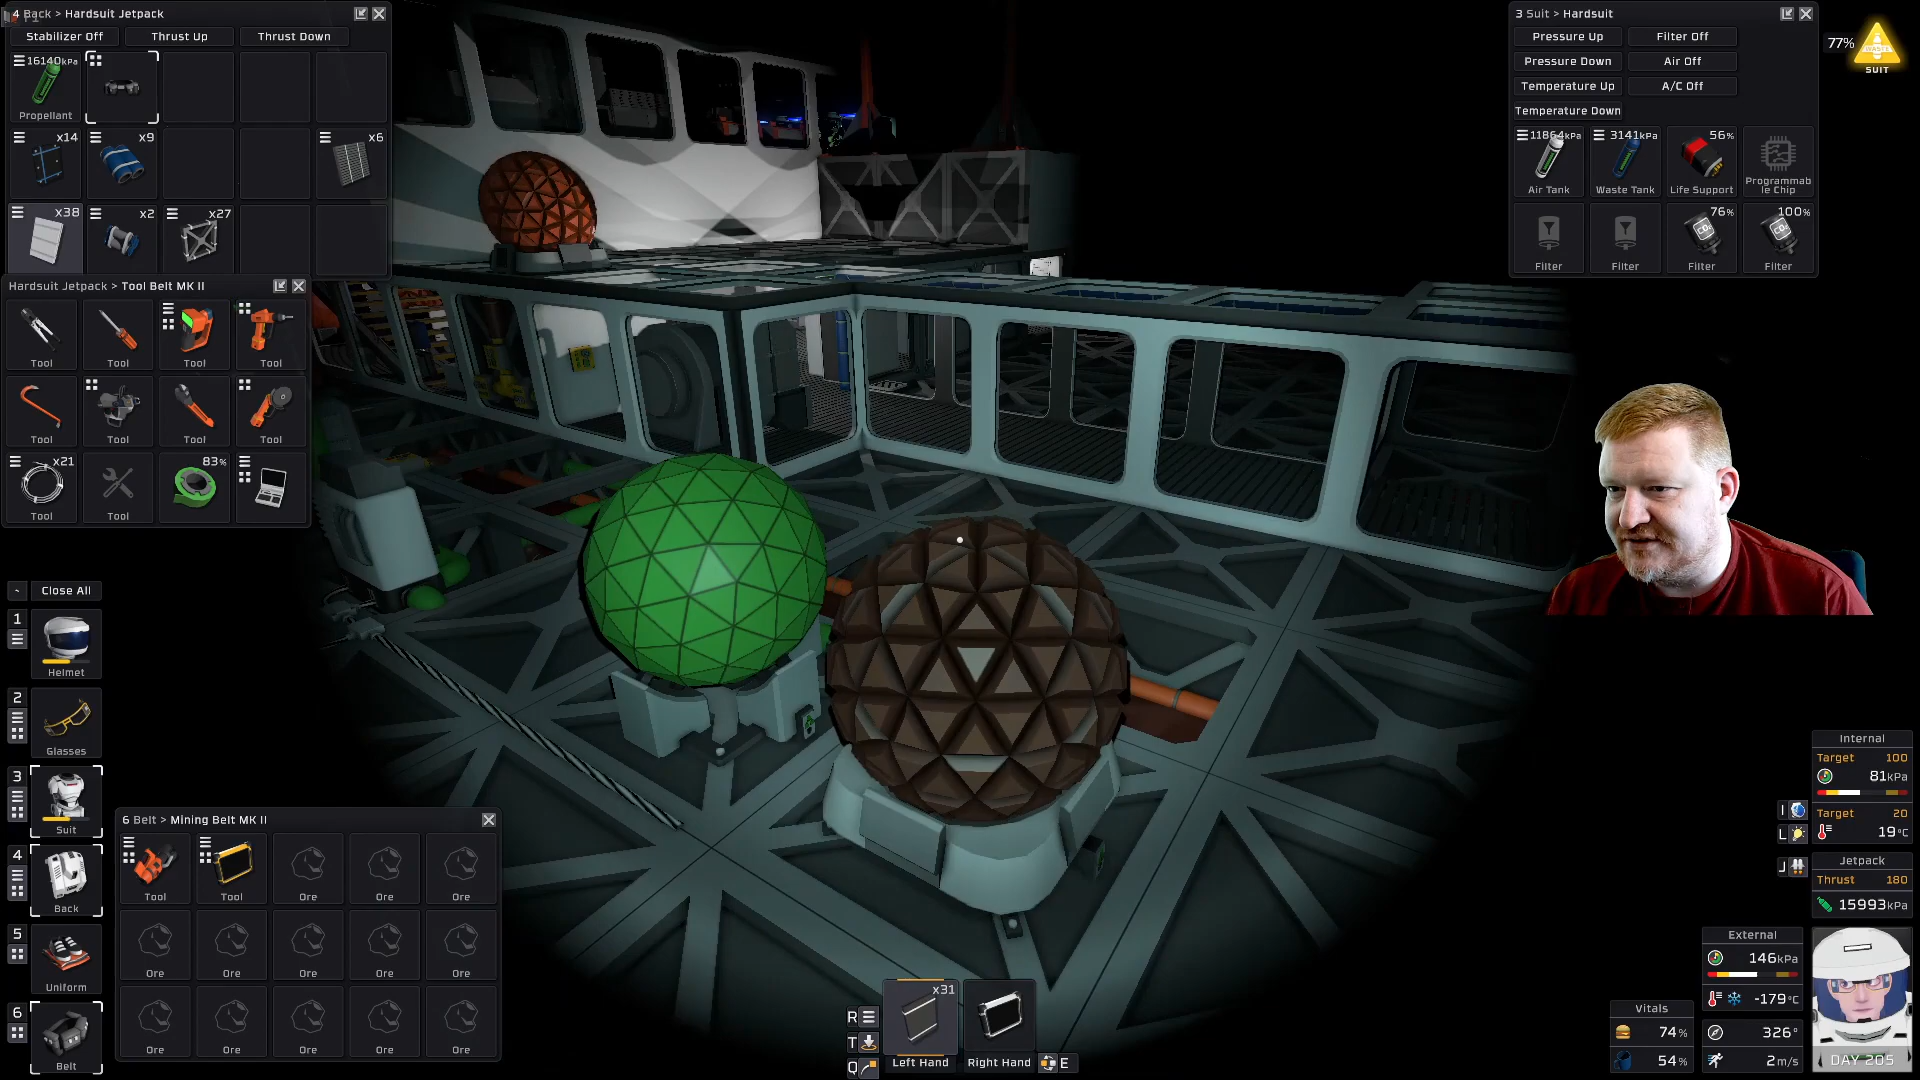 4 Back > Hardsuit Jetpack
Stabilizer Off
Thrust Up
Thrust Down
16140kPa
Propellant
x14
x9
x6
x38
x2
x27
Hardsuit Jetpack > Tool Belt MK II
Tool
Tool
Tool
Tool
Tool
Tool
Tool
Tool
x21
83%
Tool
Tool
~ Close All
1
Helmet
2
Glasses
3
Suit
4
Back
5
Uniform
6
Belt
6 Belt > Mining Belt MK II
Tool
Tool
Ore
Ore
Ore
Ore
Ore
Ore
Ore
Ore
Ore
Ore
Ore
Ore
Ore
R
T
Q
x31
Left Hand
Right Hand
E
3 Suit > Hardsuit
Pressure Up
Filter Off
Pressure Down
Air Off
Temperature Up
A/C Off
Temperature Down
11864kPa
3141kPa
56%
Air Tank
Waste Tank
Life Support
Programmab
le Chip
76%
100%
Filter
Filter
Filter
Filter
77%
WASTE
SUIT
Internal
Target 100
81kPa
Target 20
19°C
I
L
J
Jetpack
Thrust 180
15993kPa
External
146kPa
-179°C
Vitals
74%
54%
326°
2m/s
DAY 205